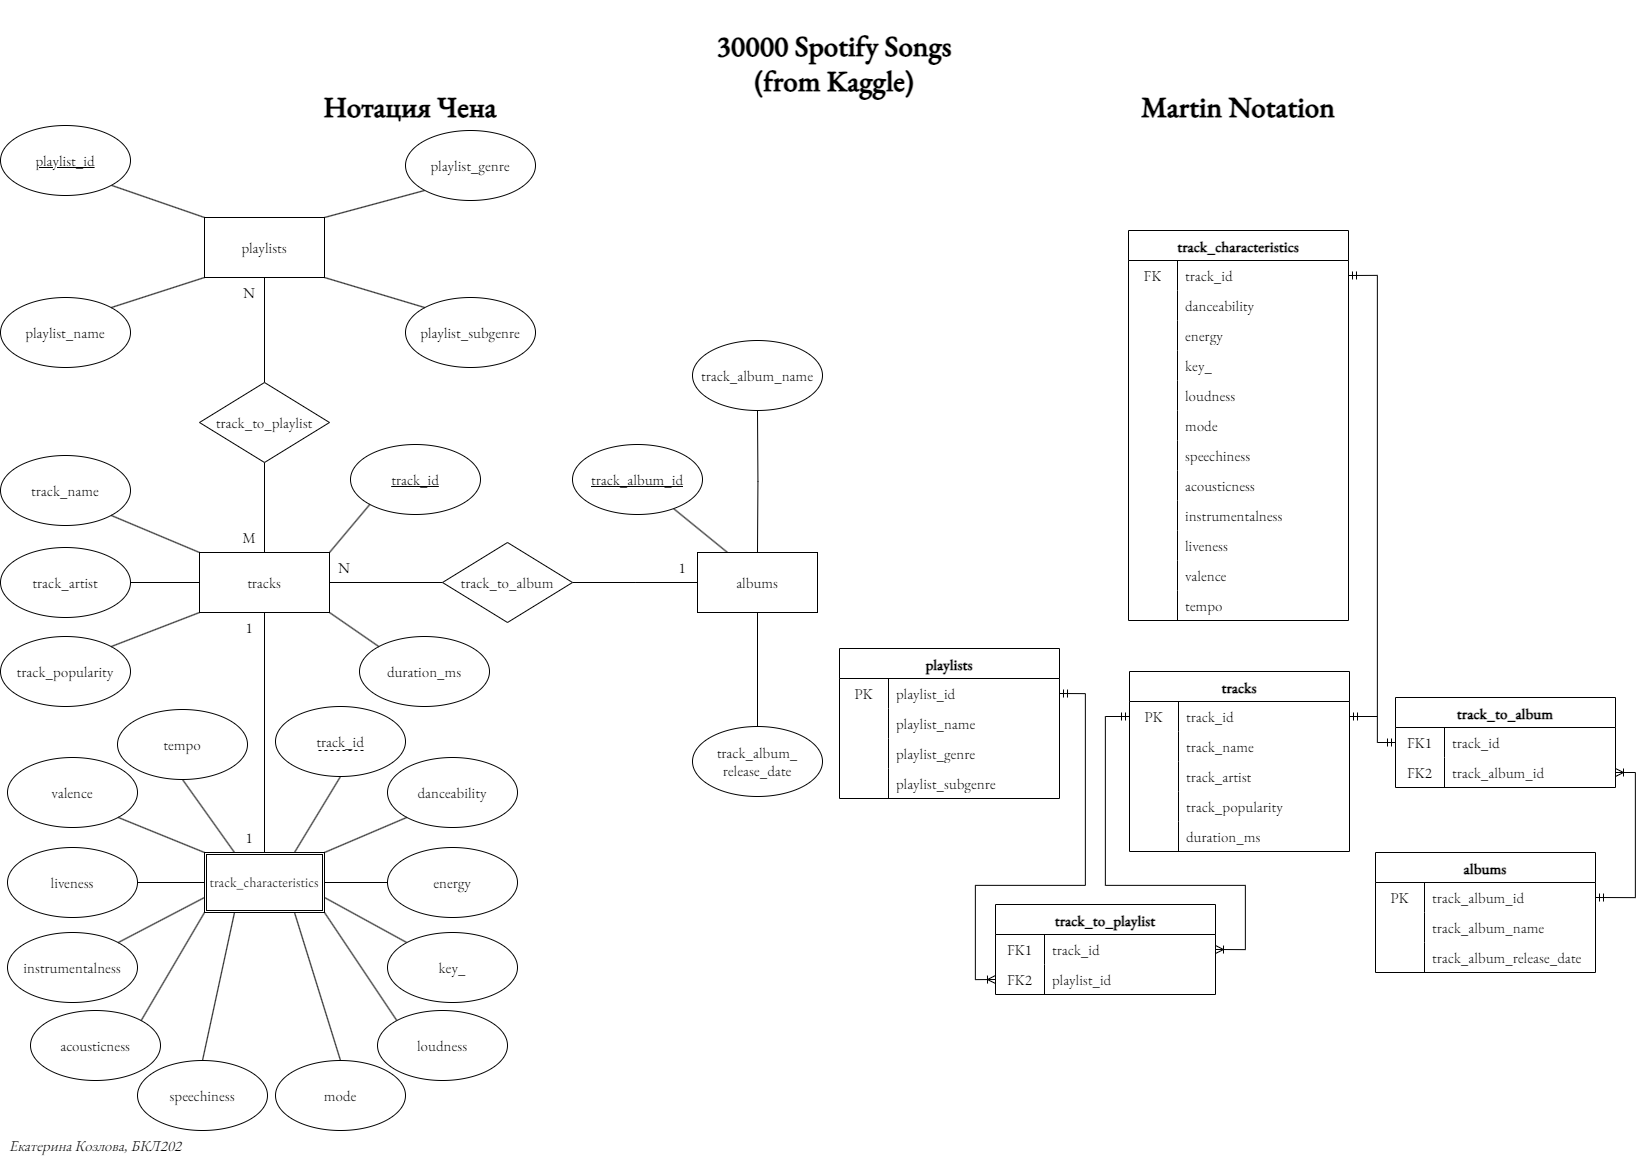 30000 Spotify Songs
(from Kaggle)
Нотация Чена
playlist_id
playlist_genre
playlists
N
playlist_name
playlist_subgenre
track_to_playlist
track_album_name
track_name
track_id
track_album_id
M
track_artist
tracks
N
track_to_album
1
albums
1
track_popularity
duration_ms
tempo
track_id
track_album_
release_date
valence
danceability
1
liveness
track_characteristics
energy
instrumentalness
key_
acousticness
loudness
speechiness
mode
Екатерина Козлова, БКЛ202
Martin Notation
track_characteristics
FK track_id
danceability
energy
key_
loudness
mode
speechiness
acousticness
instrumentalness
liveness
valence
tempo
playlists
PK playlist_id
playlist_name
playlist_genre
playlist_subgenre
tracks
PK track_id
track_name
track_artist
track_popularity
duration_ms
track_to_album
FK1 track_id
FK2 track_album_id
albums
PK track_album_id
track_album_name
track_album_release_date
track_to_playlist
FK1 track_id
FK2 playlist_id